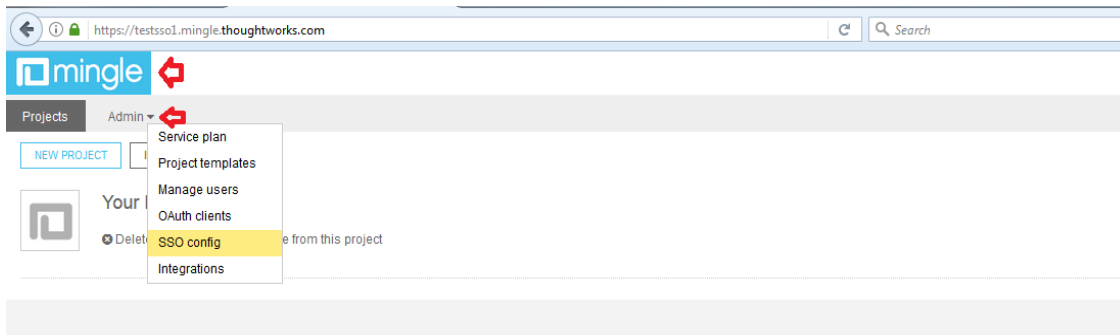 https://testsso1.mingle.thoughtworks.com
Search
mingle
Projects Admin
Service plan
NEW PROJECT
Project templates
Manage users
Your
OAuth clients
Delet
SSO config
e from this project
Integrations